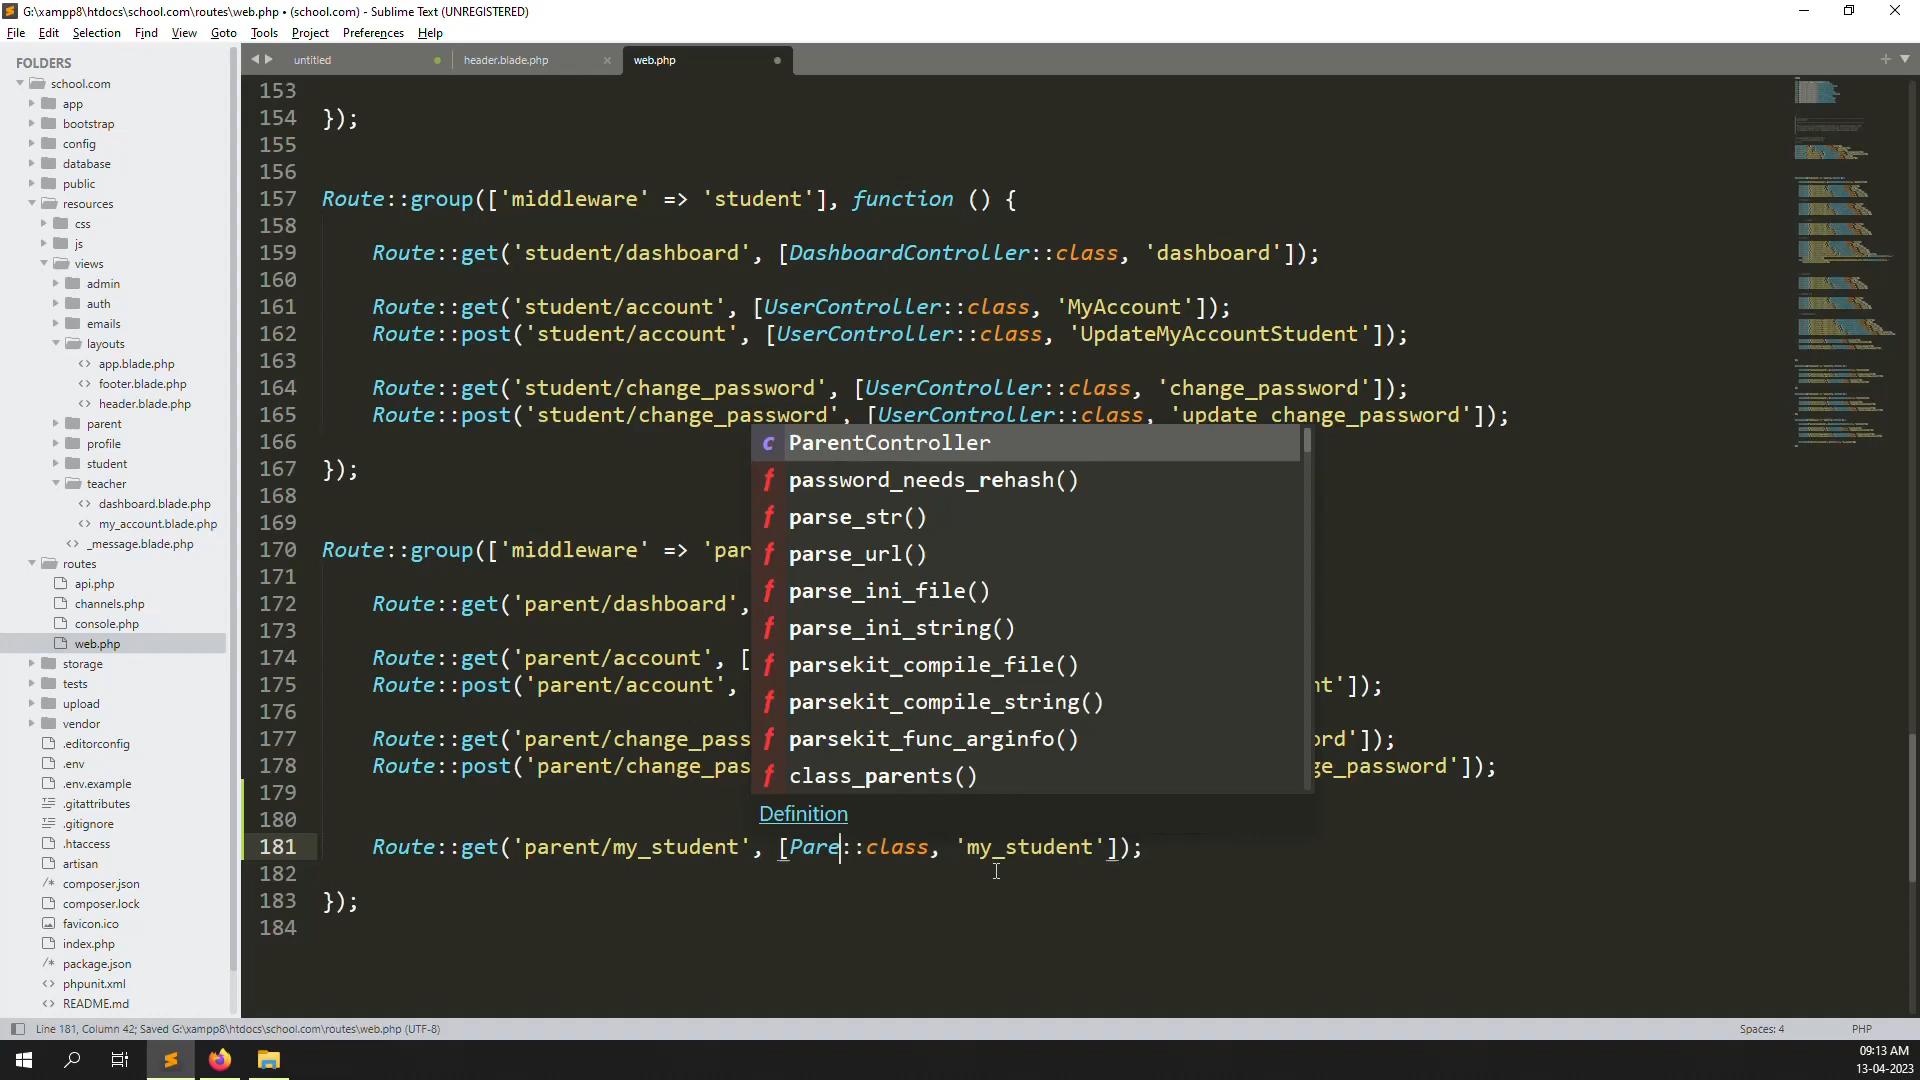 G:\xampp8\htdocs\school.com\routes\web.php • (school.com) - Sublime Text (UNREGISTERED)
File Edit Selection Find View Goto Tools Project Preferences Help
FOLDERS
school.com
app
bootstrap
config
database
public
resources
css
js
views
admin
auth
emails
layouts
app.blade.php
footer.blade.php
header.blade.php
parent
profile
student
teacher
dashboard.blade.php
my_account.blade.php
_message.blade.php
routes
api.php
channels.php
console.php
web.php
storage
tests
upload
vendor
.editorconfig
.env
.env.example
.gitattributes
.gitignore
.htaccess
artisan
composer.json
composer.lock
favicon.ico
index.php
package.json
phpunit.xml
README.md
untitled
header.blade.php
web.php
153
154 });
155
156
157 Route::group(['middleware' => 'student'], function () {
158
159 Route::get('student/dashboard', [DashboardController::class, 'dashboard']);
160
161 Route::get('student/account', [UserController::class, 'MyAccount']);
162 Route::post('student/account', [UserController::class, 'UpdateMyAccountStudent']);
163
164 Route::get('student/change_password', [UserController::class, 'change_password']);
165 Route::post('student/change_password', [UserController::class, 'update_change_password']);
166
167 });
168
169
170 Route::group(['middleware' => 'par
171
172 Route::get('parent/dashboard',
173
174 Route::get('parent/account', [
175 Route::post('parent/account', nt']);
176
177 Route::get('parent/change_pass ord']);
178 Route::post('parent/change_pas ge_password']);
179
180
181 Route::get('parent/my_student', [Pare::class, 'my_student']);
182
183 });
184
c ParentController
f password_needs_rehash()
f parse_str()
f parse_url()
f parse_ini_file()
f parse_ini_string()
f parsekit_compile_file()
f parsekit_compile_string()
f parsekit_func_arginfo()
f class_parents()
Definition
Line 181, Column 42; Saved G:\xampp8\htdocs\school.com\routes\web.php (UTF-8)
Spaces: 4
PHP
09:13 AM
13-04-2023